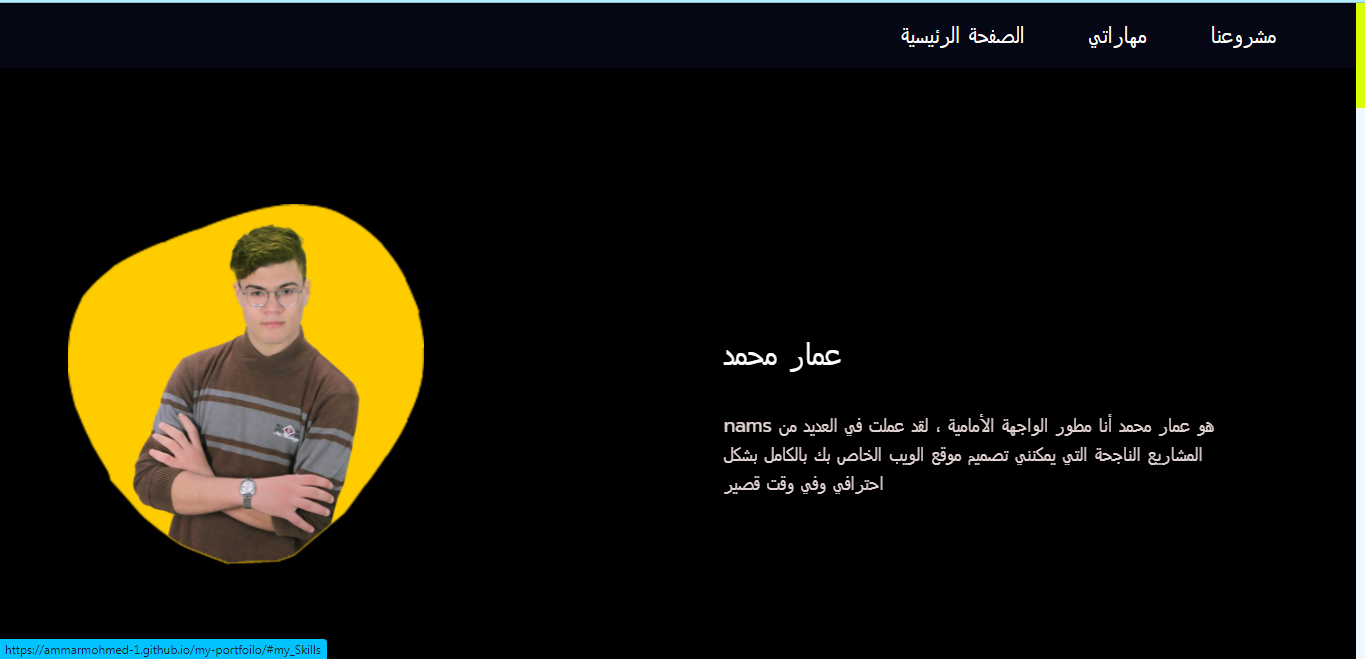 مشروعنا
مهاراتي
الصفحة الرئيسية
عمار محمد
nams هو عمار محمد أنا مطور الواجهة الأمامية ، لقد عملت في العديد من
المشاريع الناجحة التي يمكنني تصميم موقع الويب الخاص بك بالكامل بشكل
احترافي وفي وقت قصير
https://ammarmohmed-1.github.io/my-portfoilo/#my_Skills